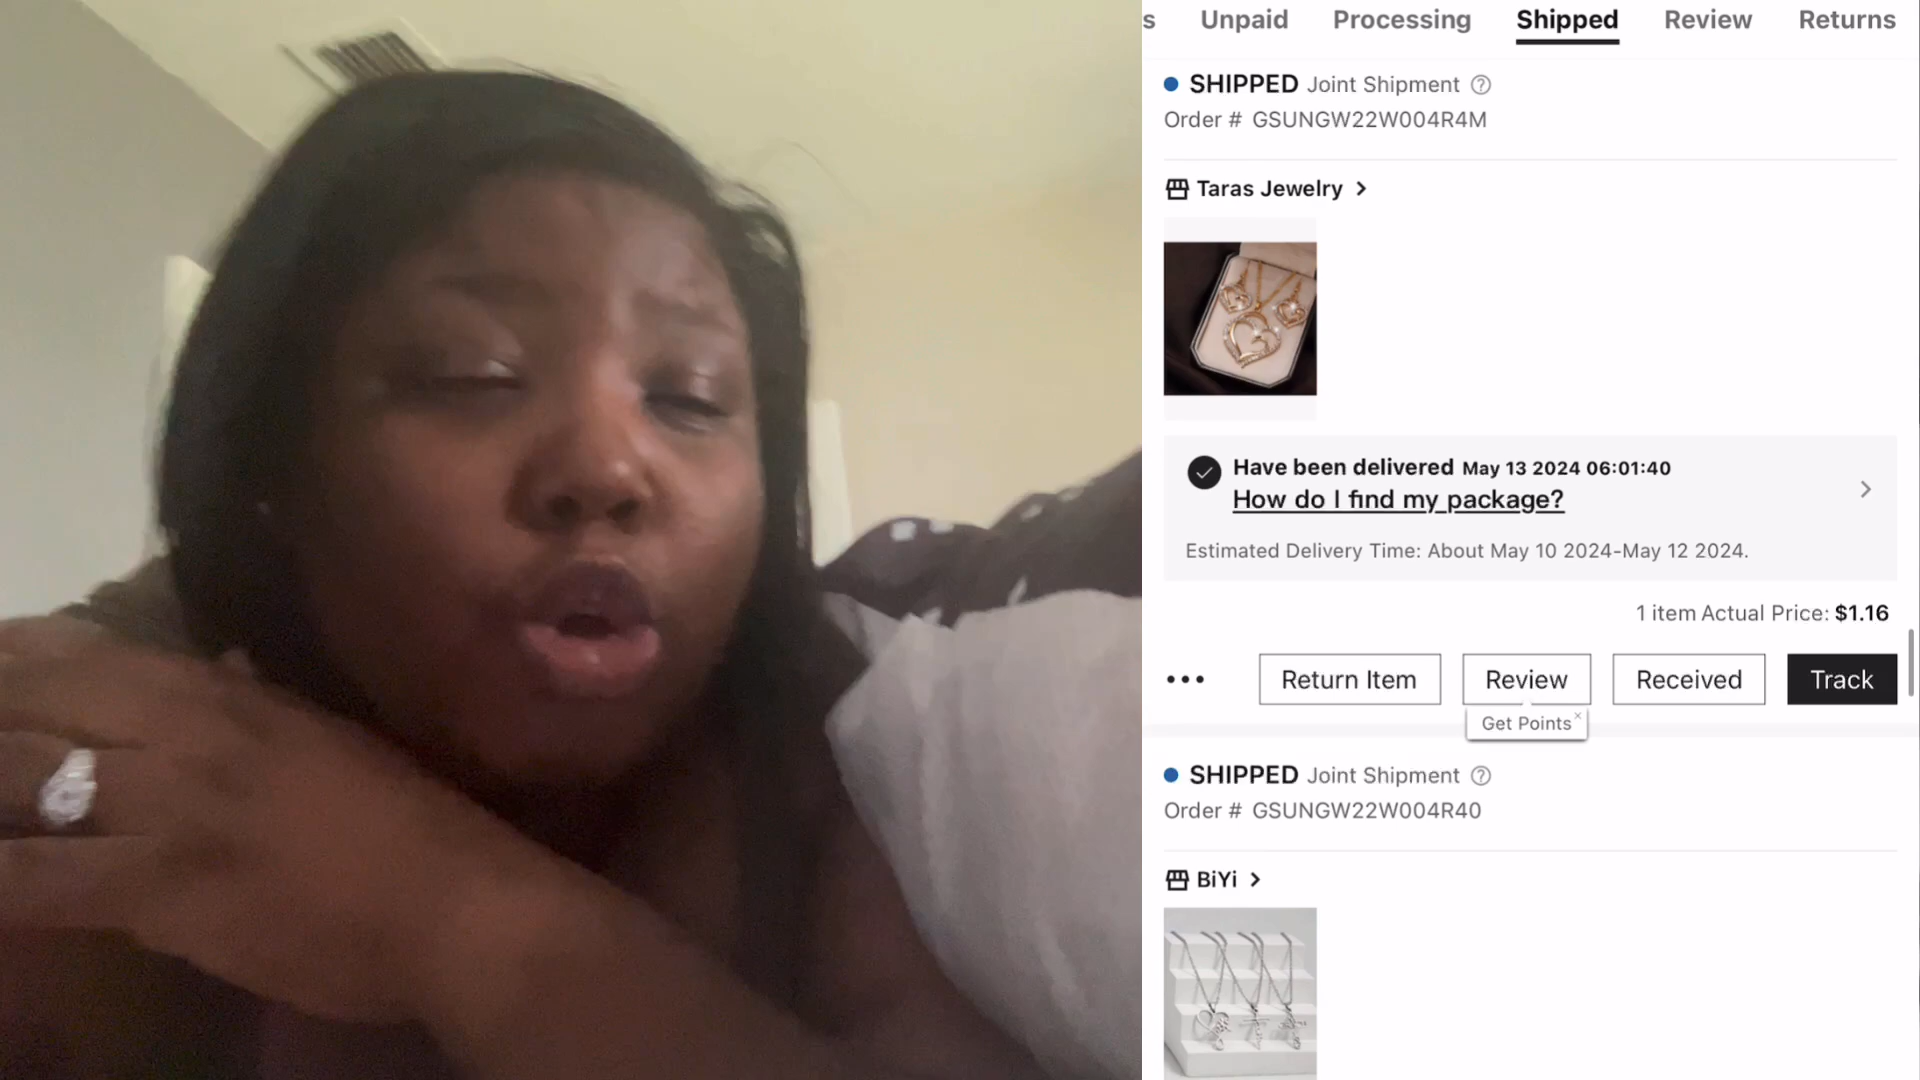 s Unpaid Processing Shipped Review Returns
SHIPPED Joint Shipment ?
Order # GSUNGW22W004R4M
Taras Jewelry >
Have been delivered May 13 2024 06:01:40
How do I find my package?
Estimated Delivery Time: About May 10 2024-May 12 2024.
1 item Actual Price: $1.16
Return Item Review Received Track
Get Points ×
SHIPPED Joint Shipment ?
Order # GSUNGW22W004R40
BiYi >